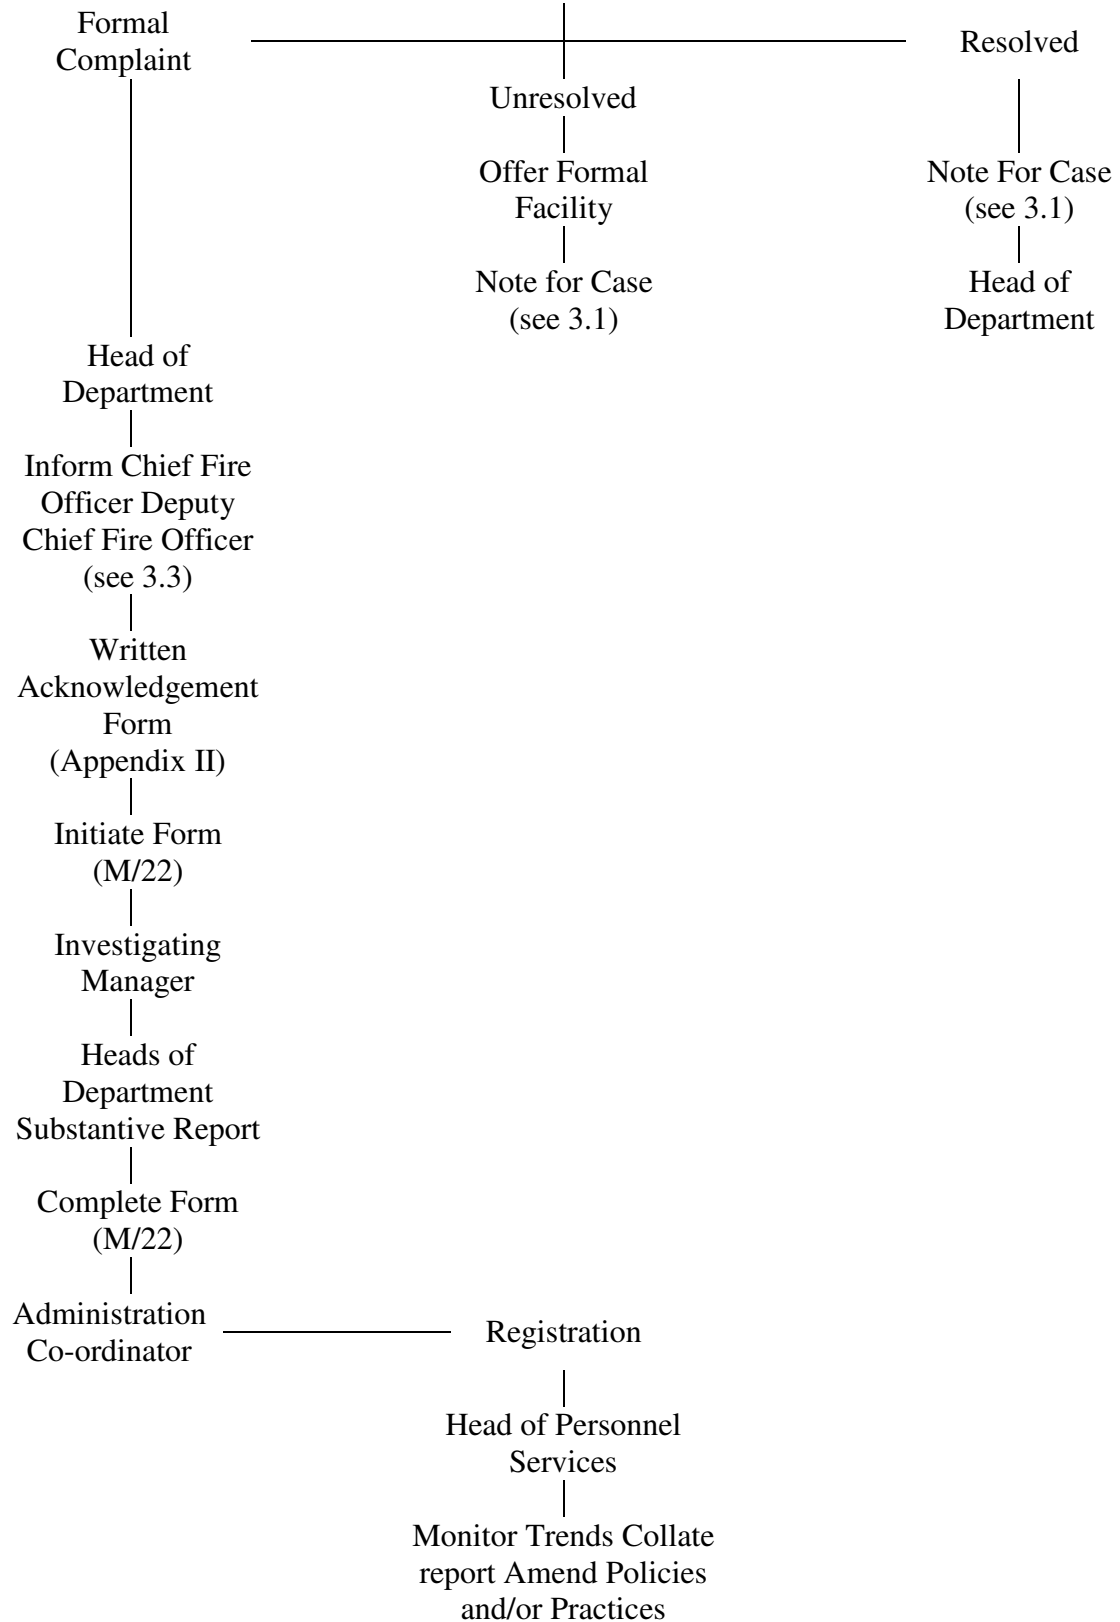 Formal
Complaint
Resolved
Unresolved
Offer Formal
Facility
Note For Case
(see 3.1)
Note for Case
(see 3.1)
Head of
Department
Head of
Department
Inform Chief Fire
Officer Deputy
Chief Fire Officer
(see 3.3)
Written
Acknowledgement
Form
(Appendix II)
Initiate Form
(M/22)
Investigating
Manager
Heads of
Department
Substantive Report
Complete Form
(M/22)
Administration
Co-ordinator
Registration
Head of Personnel
Services
Monitor Trends Collate
report Amend Policies
and/or Practices